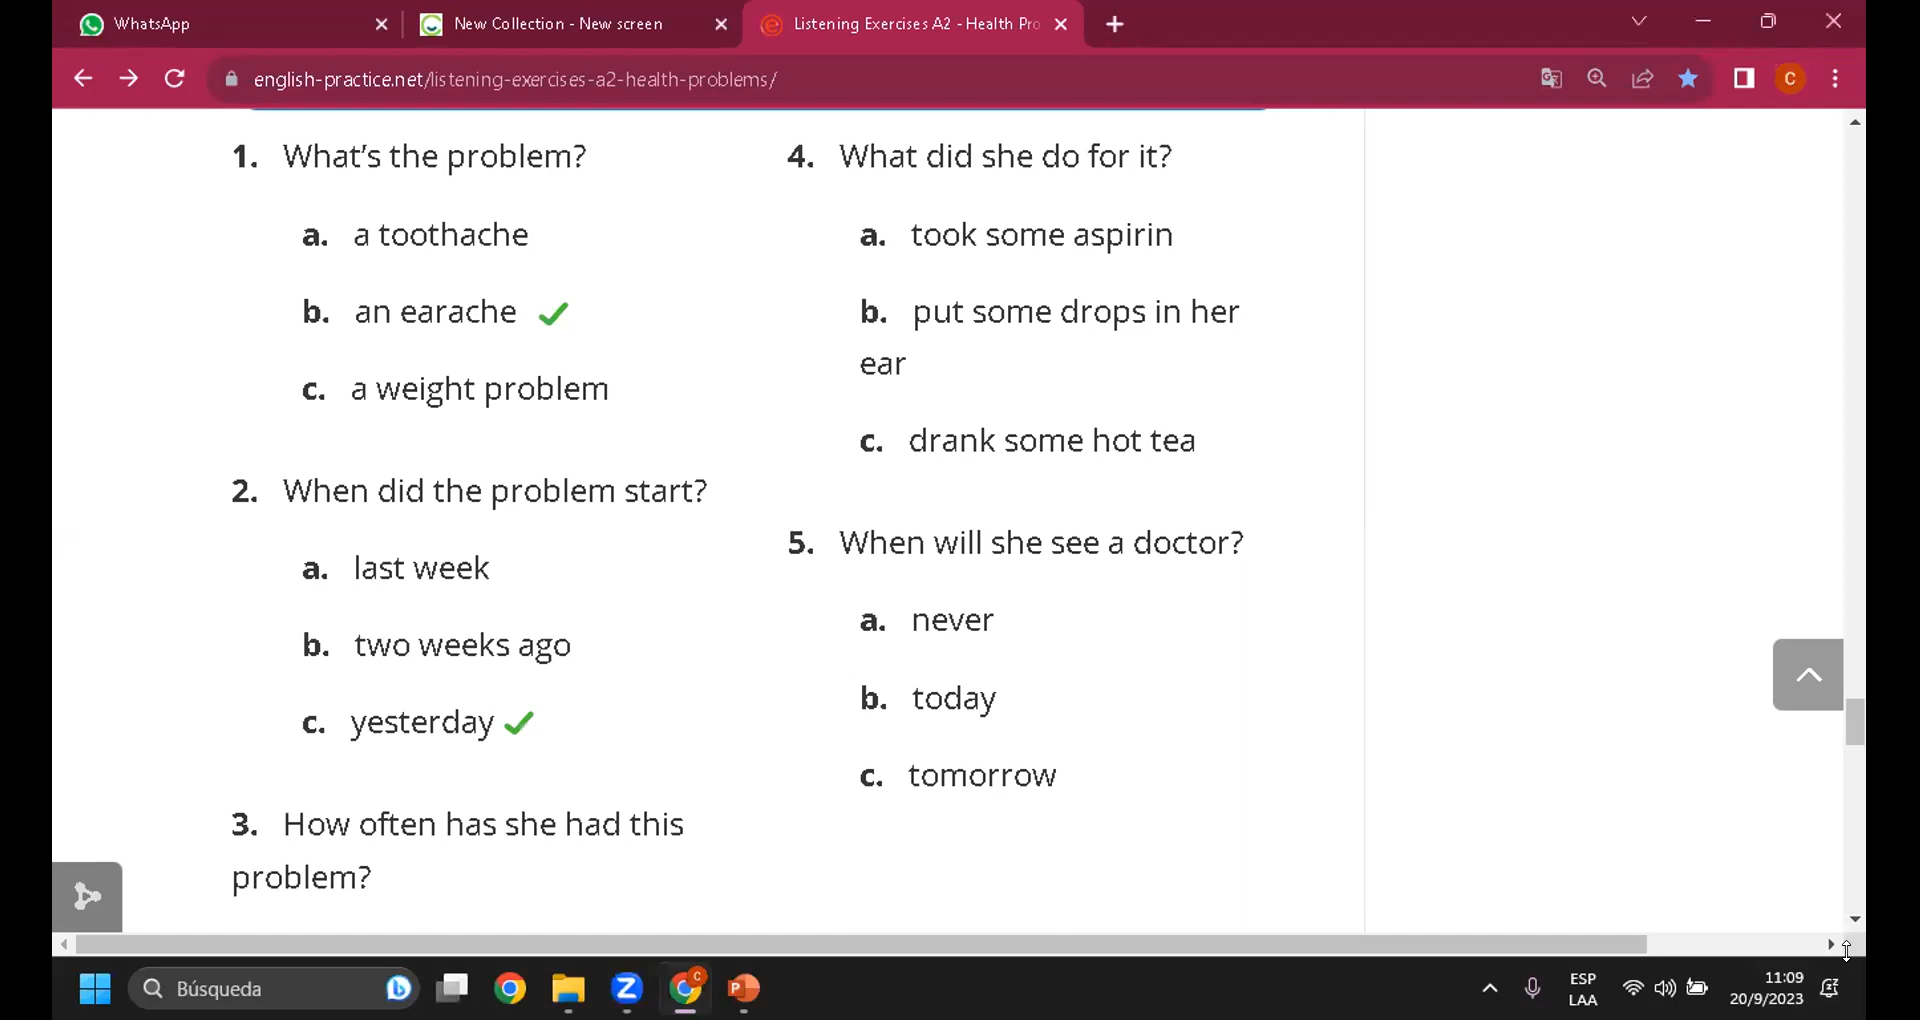 WhatsApp
New Collection - New screen
Listening Exercises A2 - Health Pro
english-practice.net/listening-exercises-a2-health-problems/
C
1. What's the problem?
a. a toothache
b. an earache
c. a weight problem
2. When did the problem start?
a. last week
b. two weeks ago
c. yesterday
3. How often has she had this
problem?
4. What did she do for it?
a. took some aspirin
b. put some drops in her
ear
c. drank some hot tea
5. When will she see a doctor?
a. never
b. today
c. tomorrow
Búsqueda
ESP
LAA
11:09
20/9/2023